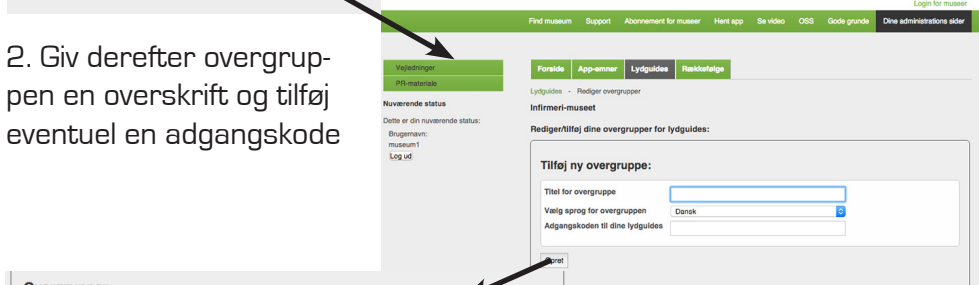 Login for museer
Find museum Support Abonnement for museer Hent app Se video OSS Gode grunde Dine administrations sider
2. Giv derefter overgrup-
pen en overskrift og tilføj
eventuel en adgangskode
Vejledninger
PR-materiale
Nuværende status
Dette er din nuværende status:
Brugernavn:
museum1
Log ud
Forside App-emner Lydguides Rækkefølge
Lydguides - Rediger overgrupper
Infirmeri-museet
Rediger/tilføj dine overgrupper for lydguides:
Tilføj ny overgruppe:
Titel for overgruppe
Vælg sprog for overgruppen Dansk
Adgangskoden til dine lydguides
Opret